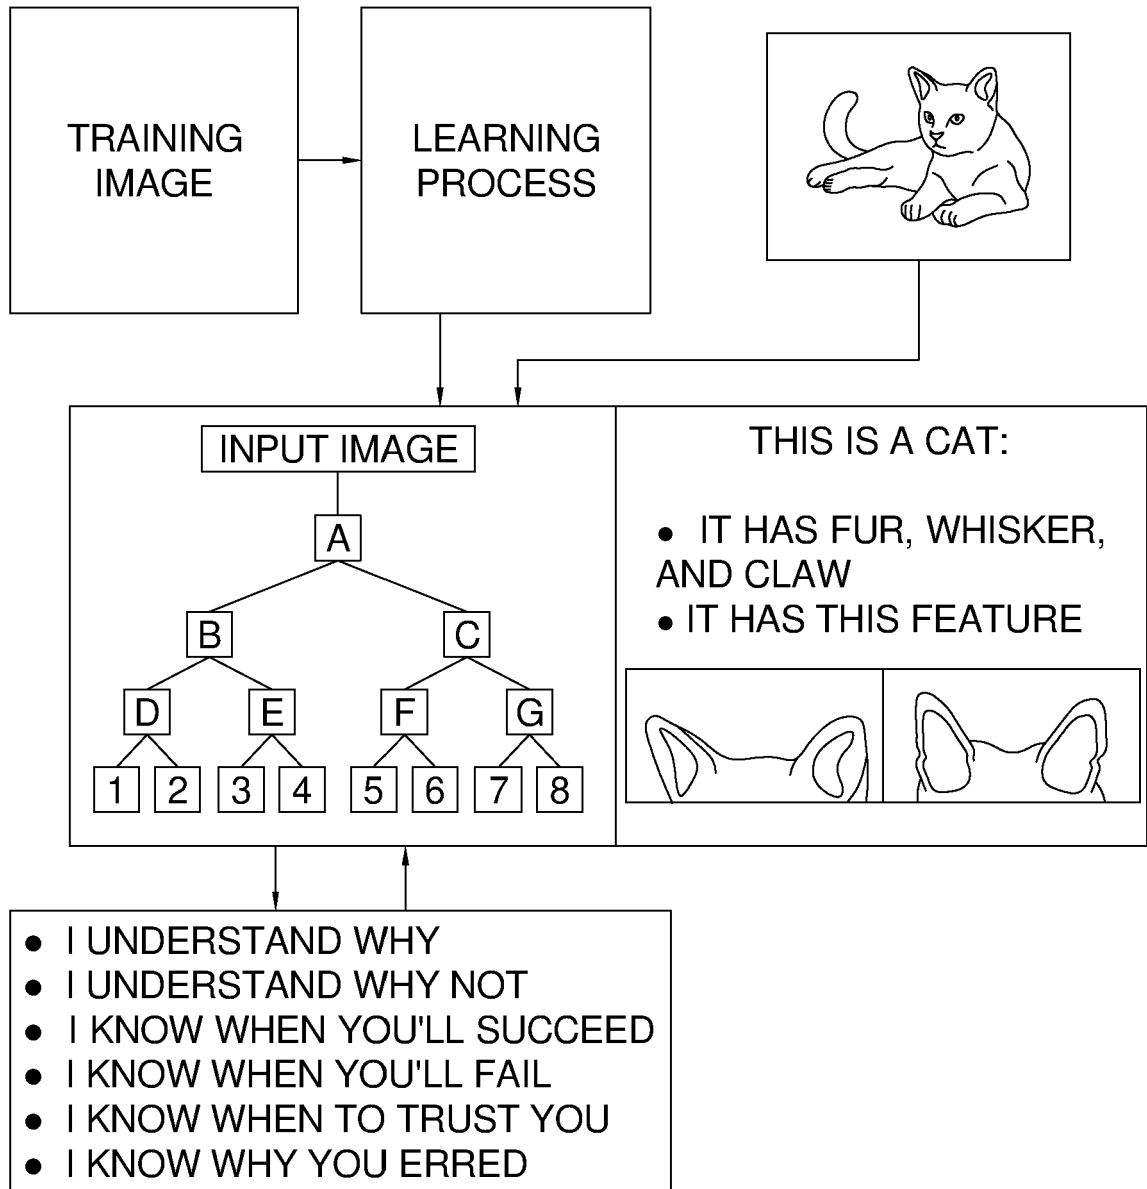 TRAINING
IMAGE
LEARNING
PROCESS
INPUT IMAGE
A
B
C
D
E
F
G
1
2
3
4
5
6
7
8
THIS IS A CAT:
● IT HAS FUR, WHISKER,
AND CLAW
● IT HAS THIS FEATURE
● I UNDERSTAND WHY
● I UNDERSTAND WHY NOT
● I KNOW WHEN YOU'LL SUCCEED
● I KNOW WHEN YOU'LL FAIL
● I KNOW WHEN TO TRUST YOU
● I KNOW WHY YOU ERRED